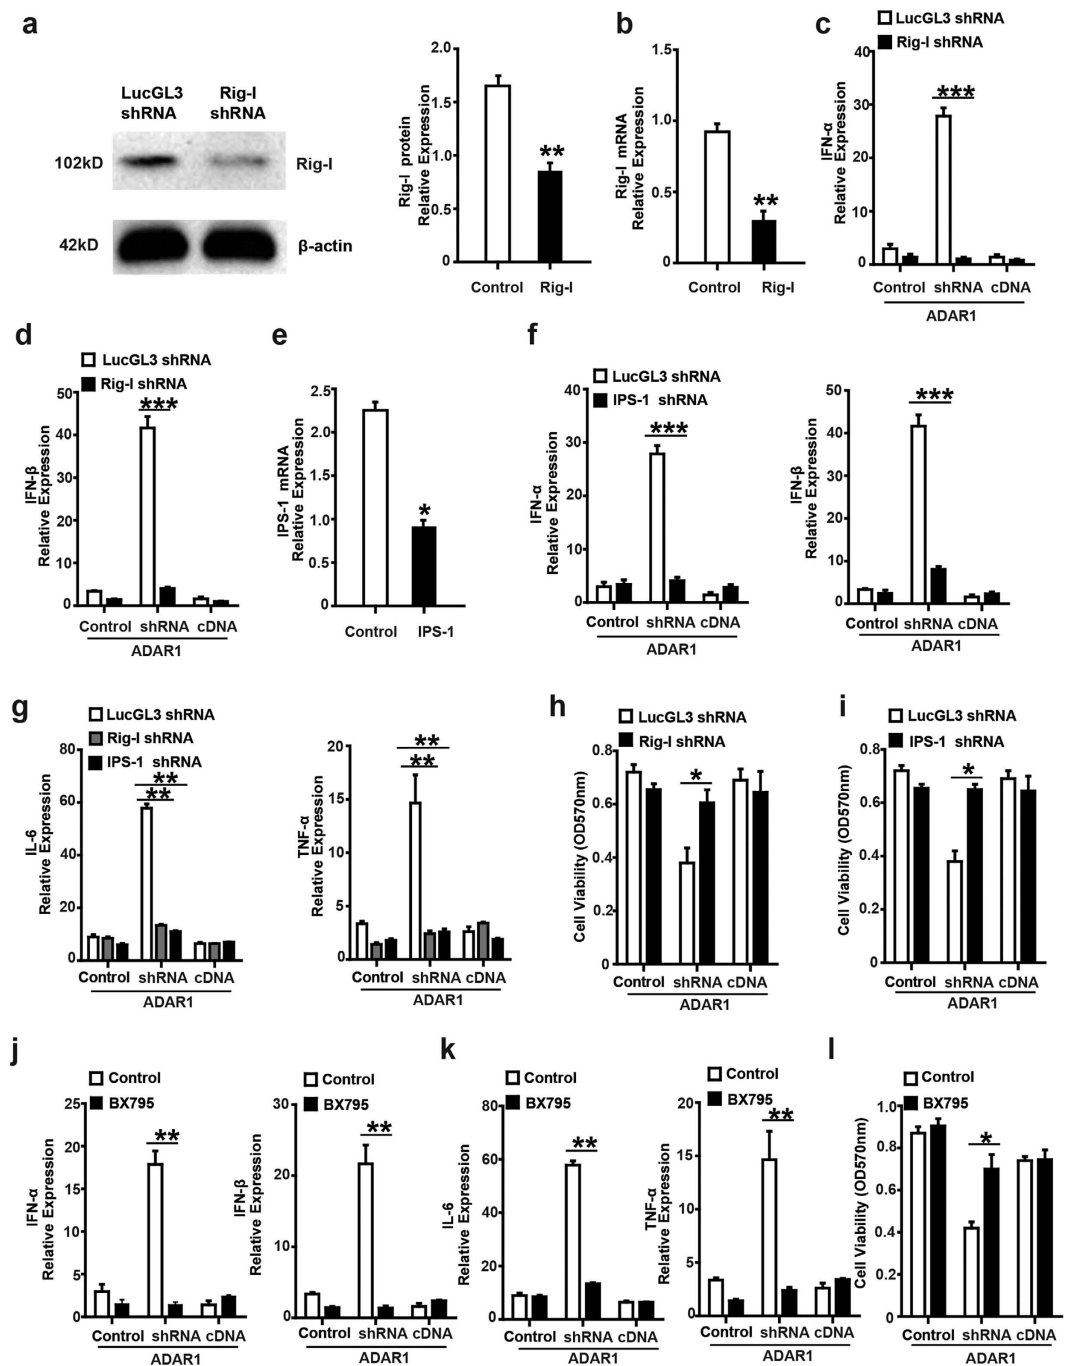 a
LucGL3
shRNA
Rig-I
shRNA
102kD
Rig-I
42kD
β-actin
Rig-I protein
Relative Expression
2.0
1.5
1.0
0.5
0
**
Control
Rig-I
b
Rig-I mRNA
Relative Expression
1.5
1.0
0.5
0
**
Control
Rig-I
c
LucGL3 shRNA
Rig-I shRNA
IFN-α
Relative Expression
40
30
20
10
0
***
Control
shRNA
cDNA
ADAR1
d
LucGL3 shRNA
Rig-I shRNA
IFN-β
Relative Expression
50
40
30
20
10
0
***
Control
shRNA
cDNA
ADAR1
e
IPS-1 mRNA
Relative Expression
2.5
2.0
1.5
1.0
0.5
0
*
Control
IPS-1
f
LucGL3 shRNA
IPS-1 shRNA
IFN-α
Relative Expression
40
30
20
10
0
***
Control
shRNA
cDNA
ADAR1
IFN-β
Relative Expression
50
40
30
20
10
0
***
Control
shRNA
cDNA
ADAR1
g
LucGL3 shRNA
Rig-I shRNA
IPS-1 shRNA
IL-6
Relative Expression
80
60
40
20
0
**
**
Control
shRNA
cDNA
ADAR1
TNF-α
Relative Expression
20
15
10
5
0
**
**
Control
shRNA
cDNA
ADAR1
h
LucGL3 shRNA
Rig-I shRNA
Cell Viability (OD570nm)
0.8
0.6
0.4
0.2
0
*
Control
shRNA
cDNA
ADAR1
i
LucGL3 shRNA
IPS-1 shRNA
Cell Viability (OD570nm)
0.8
0.6
0.4
0.2
0
*
Control
shRNA
cDNA
ADAR1
j
Control
BX795
IFN-α
Relative Expression
25
20
15
10
5
0
**
Control
shRNA
cDNA
ADAR1
Control
BX795
IFN-β
Relative Expression
30
20
10
0
**
Control
shRNA
cDNA
ADAR1
k
Control
BX795
IL-6
Relative Expression
80
60
40
20
0
**
Control
shRNA
cDNA
ADAR1
Control
BX795
TNF-α
Relative Expression
20
15
10
5
0
**
Control
shRNA
cDNA
ADAR1
l
Control
BX795
Cell Viability (OD570nm)
1.0
0.8
0.6
0.4
0.2
0
*
Control
shRNA
cDNA
ADAR1